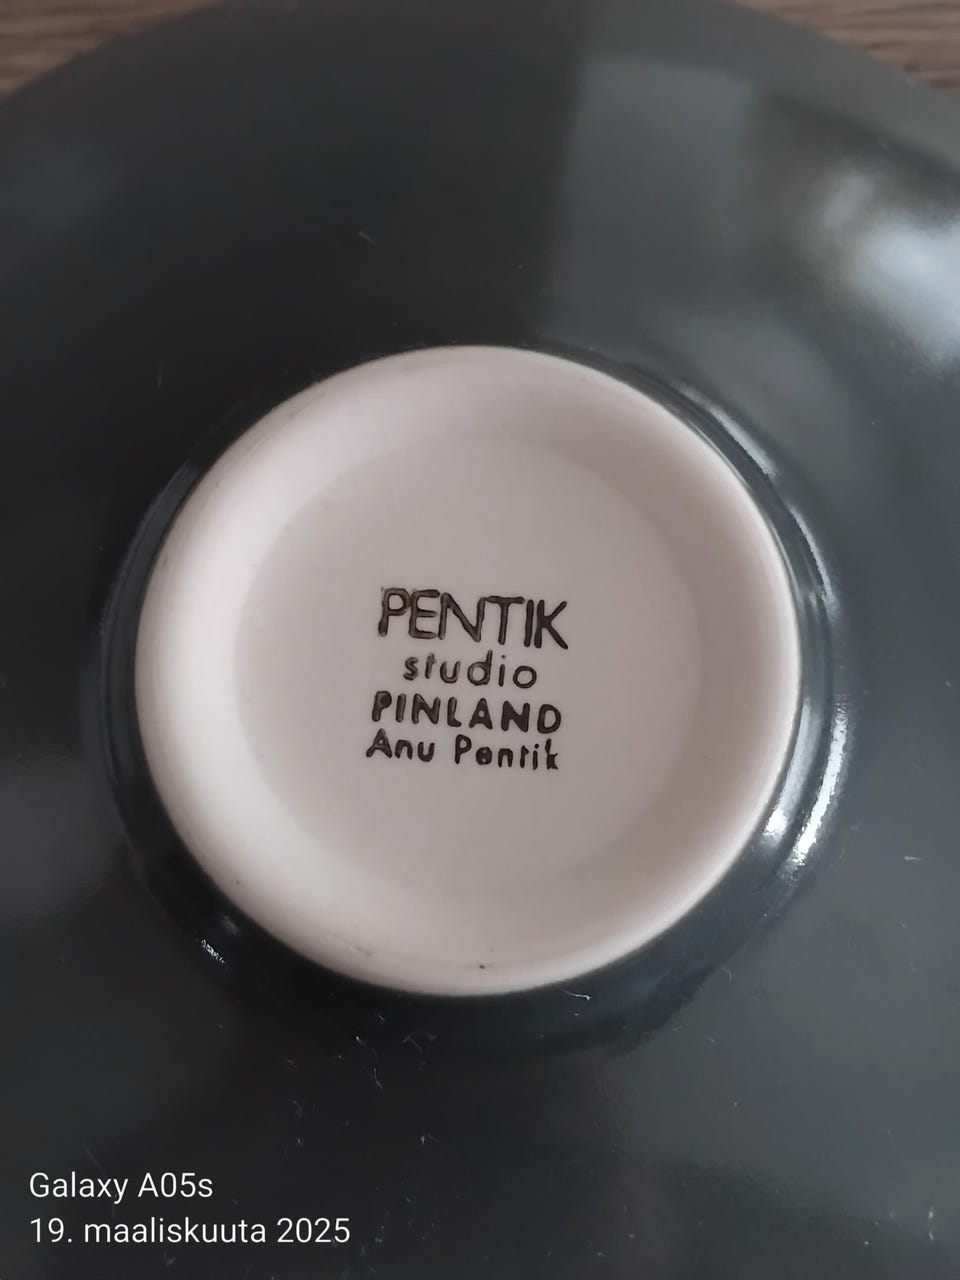 PENTIK
studio
PINLAND
Anu Pentik
Galaxy A05s
19. maaliskuuta 2025